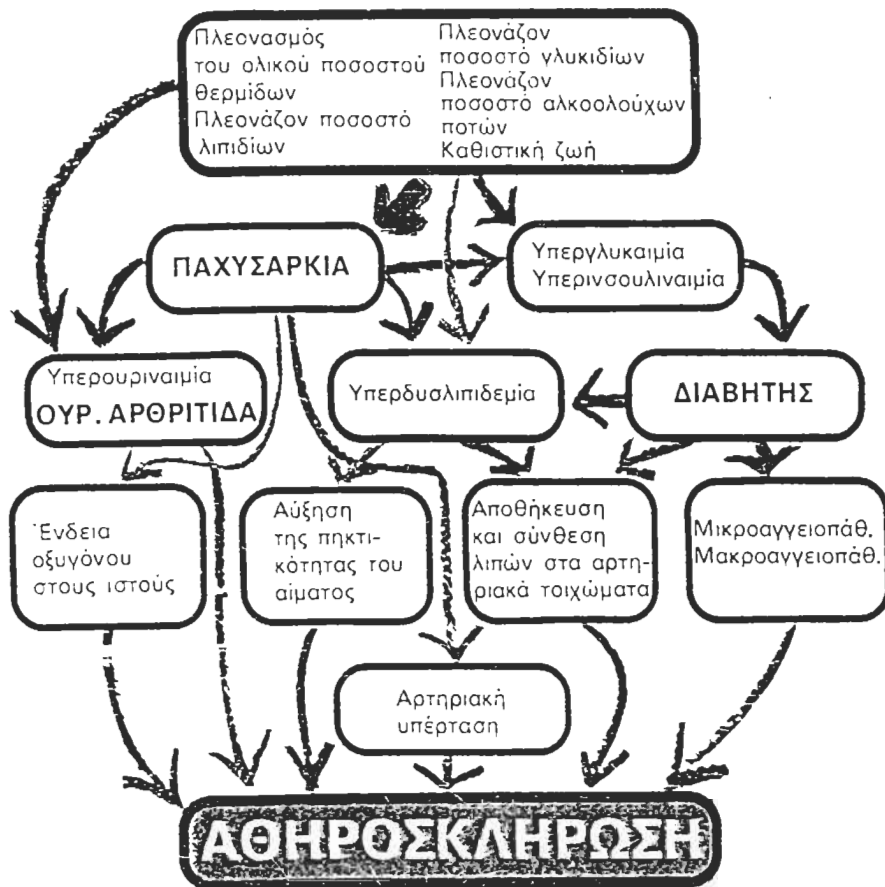 Πλεονασμός
του ολικού ποσοστού
θερμίδων
Πλεονάζον ποσοστό
λιπιδίων
Πλεονάζον
ποσοστό γλυκιδίων
Πλεονάζον
ποσοστό αλκοολούχων
ποτών
Καθιστική ζωή
ΠΑΧΥΣΑΡΚΙΑ
Υπεργλυκαιμία
Υπερινσουλιναιμία
Υπερουριναιμία
ΟΥΡ. ΑΡΘΡΙΤΙΔΑ
Υπερδυσλιπιδεμία
ΔΙΑΒΗΤΗΣ
Ένδεια
οξυγόνου
στους ιστούς
Αύξηση
της πηκτι-
κότητας του
αίματος
Αποθήκευση
και σύνθεση
λιπών στα αρτη-
ριακά τοιχώματα
Μικροαγγειοπάθ.
Μακροαγγειοπάθ.
Αρτηριακή
υπέρταση
ΑΘΗΡΟΣΚΛΗΡΩΣΗ